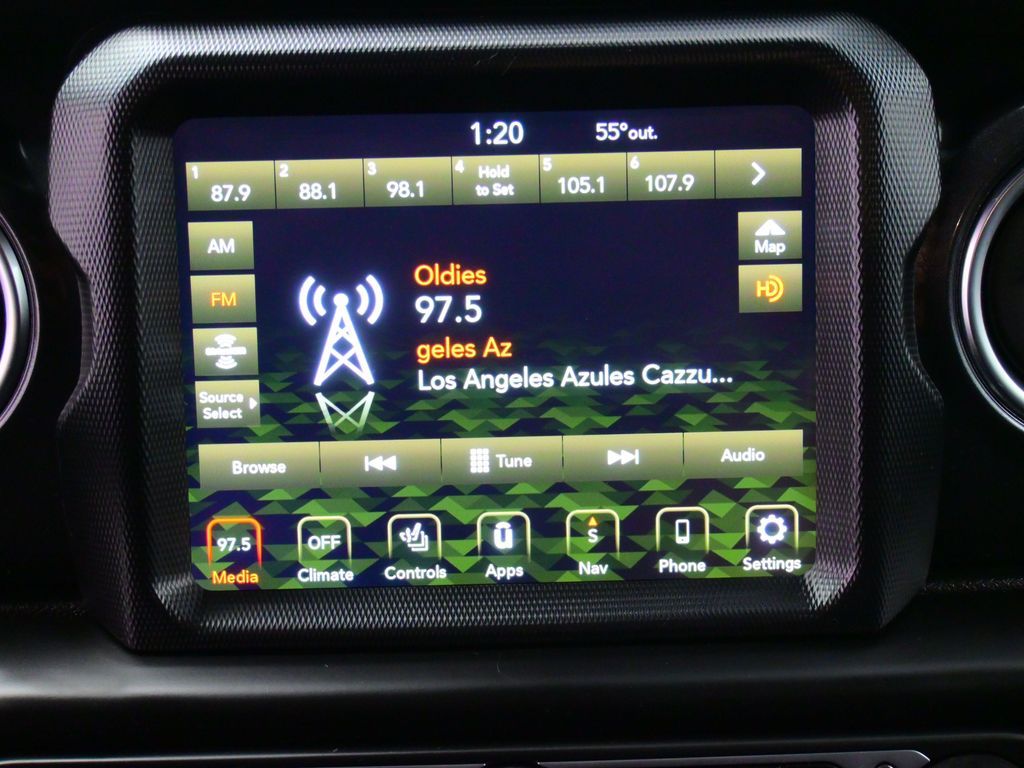 1:20 55°out.
1 87.9 2 88.1 3 98.1 4 Hold to Set 5 105.1 6 107.9 >
AM
Map
Oldies
FM
HD
97.5
geles Az
Los Angeles Azules Cazzu...
Source
Select
Browse Tune Audio
97.5 OFF S
Media Climate Controls Apps Nav Phone Settings